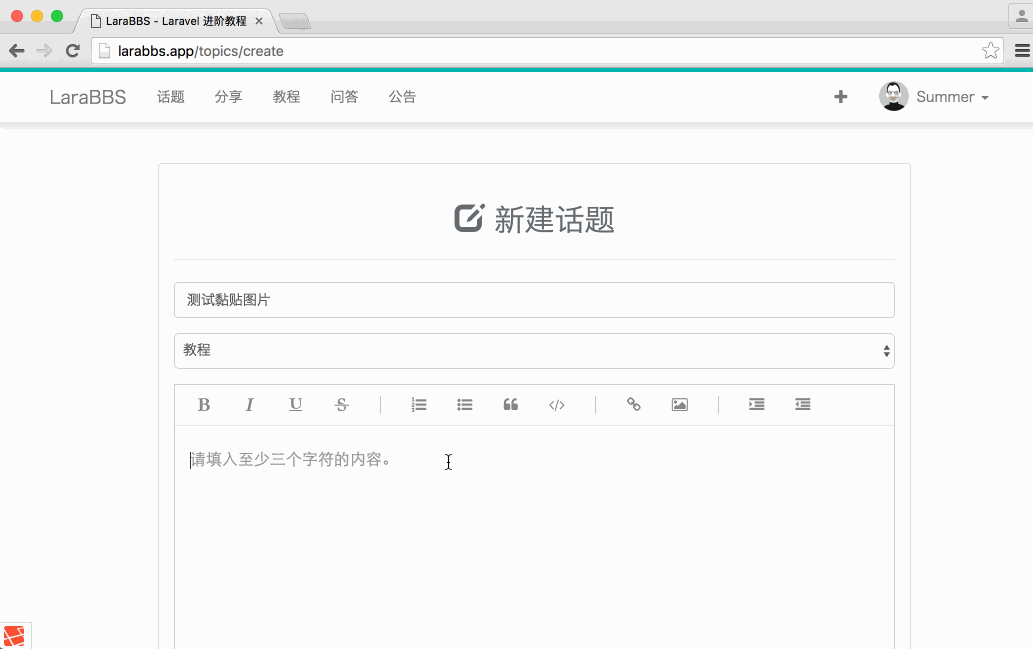 LaraBBS - Laravel 进阶教程
larabbs.app/topics/create
LaraBBS 话题 分享 教程 问答 公告 Summer
新建话题
测试黏贴图片
教程
B I U S
请填入至少三个字符的内容。